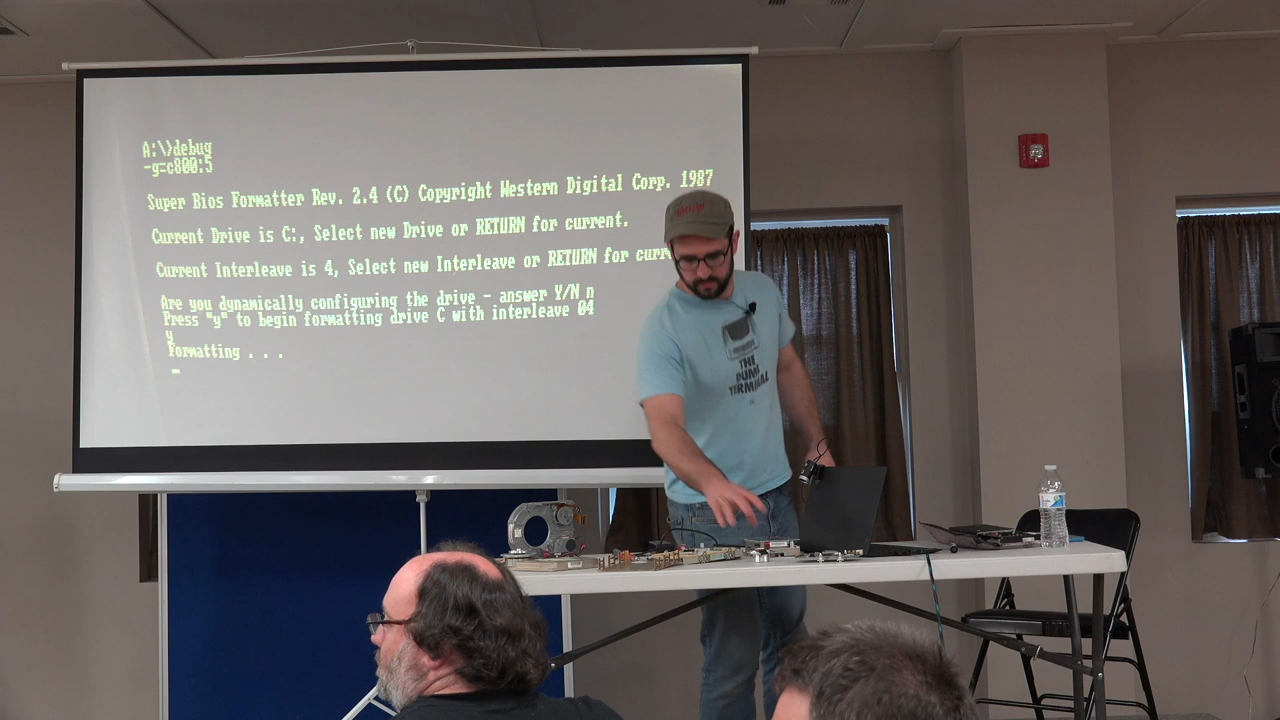 A:\>debug
-g=c800:5
Super Bios Formatter Rev. 2.4 (C) Copyright Western Digital Corp. 1987
Current Drive is C:, Select new Drive or RETURN for current.
Current Interleave is 4, Select new Interleave or RETURN for curr
Are you dynamically configuring the drive - answer Y/N n
Press "y" to begin formatting drive C with interleave 04
y
Formatting . . .
THE
DUMB
TERMINAL